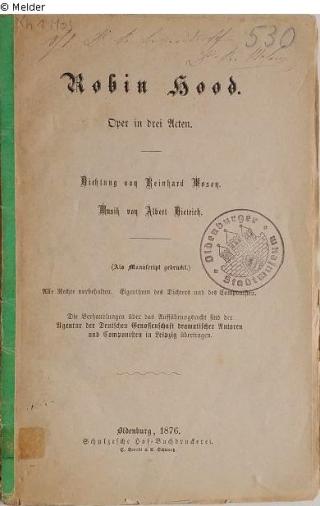 © Melder
530
Robin Hood.
Oper in drei Acten.
Dichtung von Reinhard Mosen.
Musik von Albert Dietrich.
(Als Manuscript gedruckt.)
Alle Rechte vorbehalten. Eigenthum des Dichters und des Componisten.
Die Verhandlungen über das Aufführungsrecht sind der
Agentur der Deutschen Genossenschaft dramatischer Autoren
und Componisten in Leipzig übertragen.
Oldenburger
Stadtmuseum
Oldenburg, 1876.
Schulzesche Hof-Buchdruckerei.